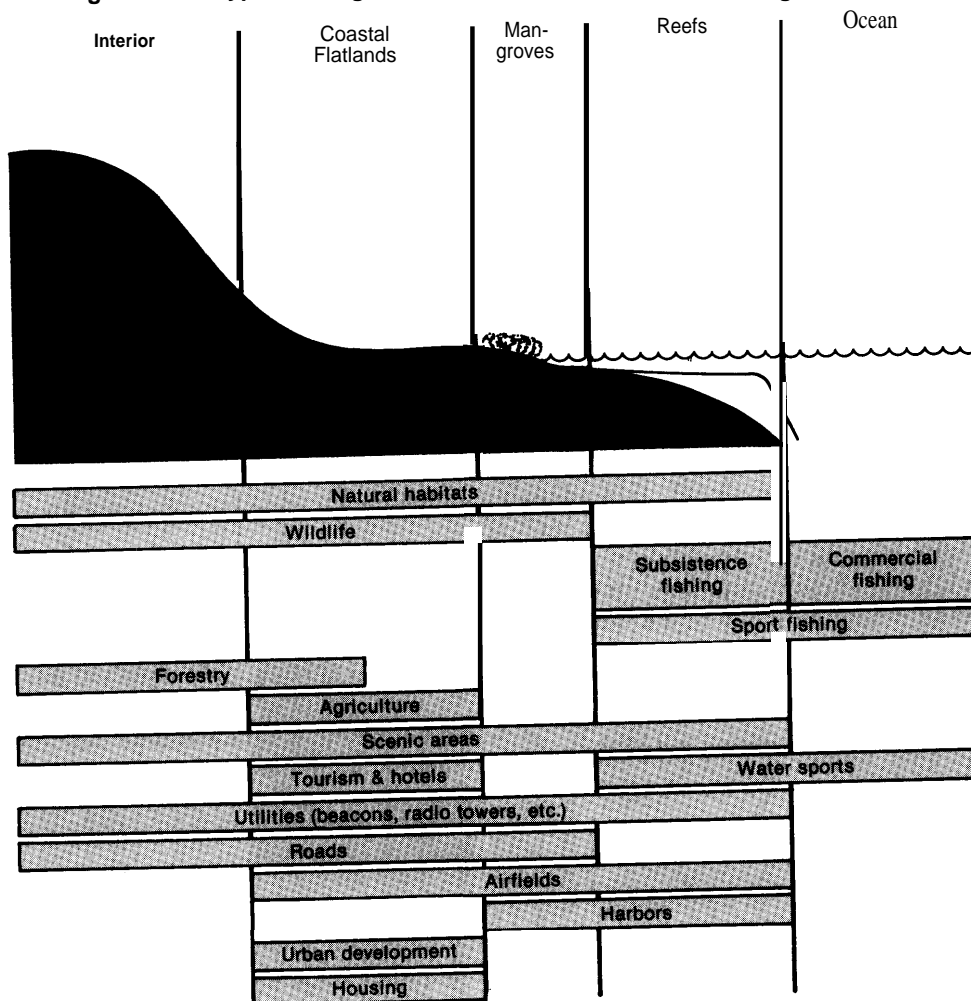 Interior
Coastal
Flatlands
Man-
groves
Reefs
Ocean
Natural habitats
Wildlife
Subsistence
fishing
Commercial
fishing
Sport fishing
Forestry
Agriculture
Scenic areas
Tourism & hotels
Water sports
Utilities (beacons, radio towers, etc.)
Roads
Airfields
Harbors
Urban development
Housing